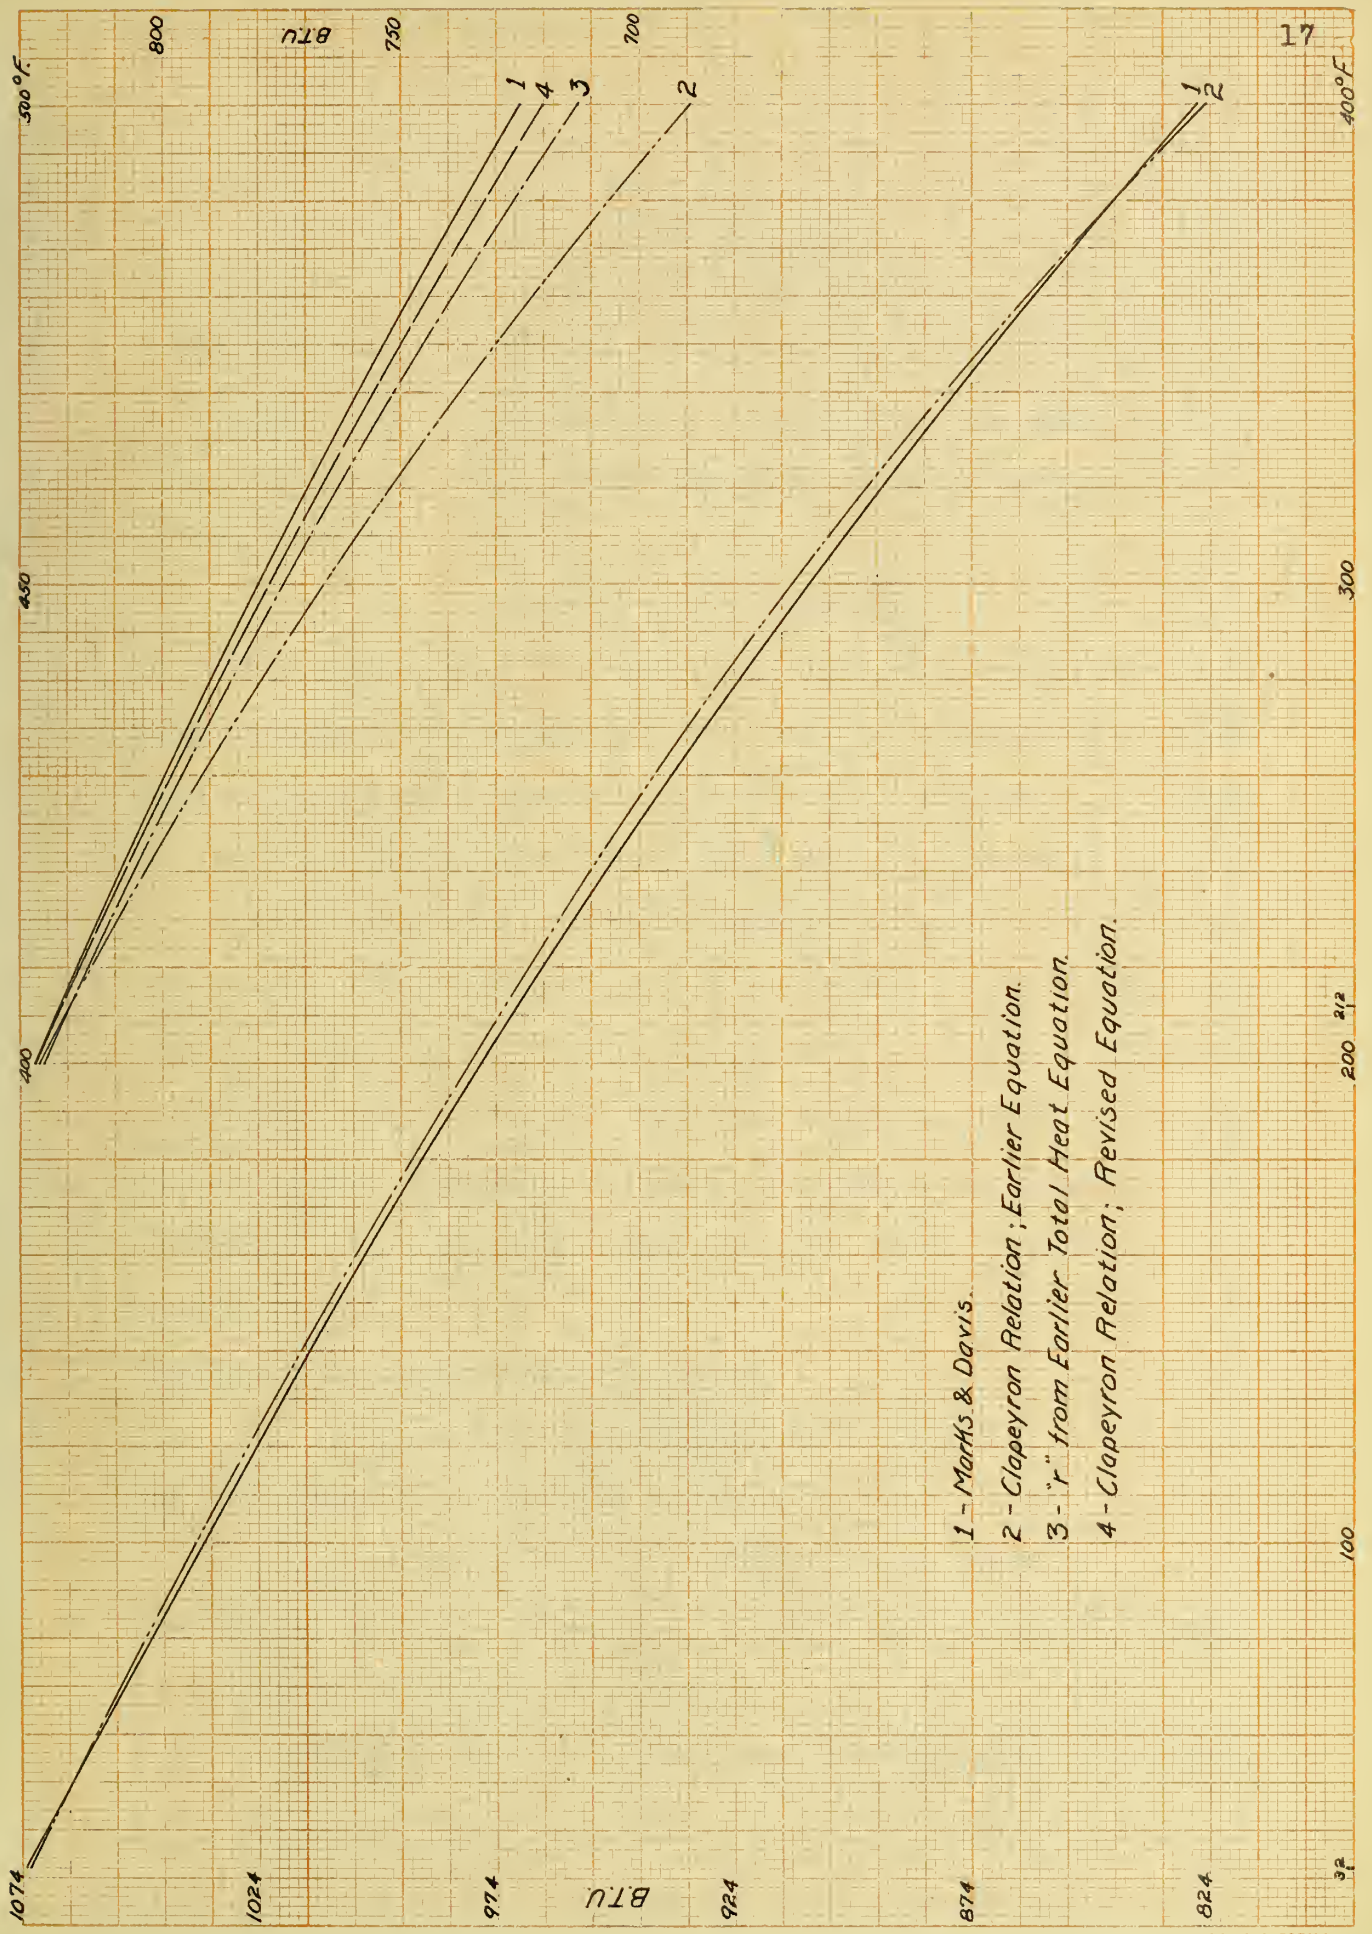 17
500°F.
450
400
800
B.T.U
750
700
1
4
3
2
1
2
1074
1024
974
B.T.U.
924
874
824
32
100
200
212
300
400°F
1 - Marks & Davis.
2 - Clapeyron Relation; Earlier Equation.
3 - "r" from Earlier Total Heat Equation.
4 - Clapeyron Relation; Revised Equation.